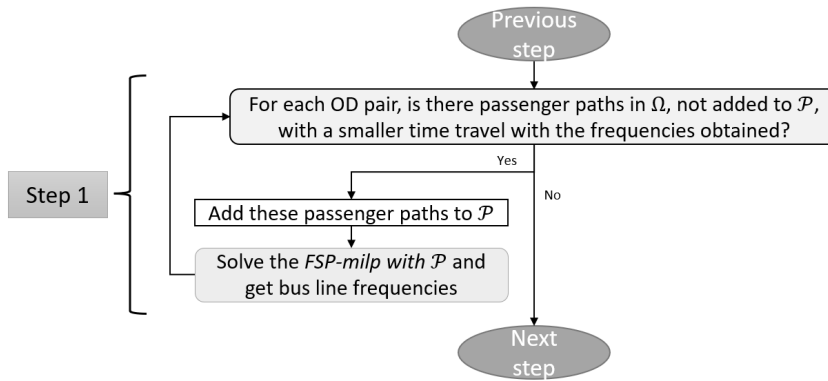 Previous
step
For each OD pair, is there passenger paths in Ω, not added to 𝒫,
with a smaller time travel with the frequencies obtained?
Yes
No
Step 1
Add these passenger paths to 𝒫
Solve the FSP-milp with 𝒫 and
get bus line frequencies
Next
step